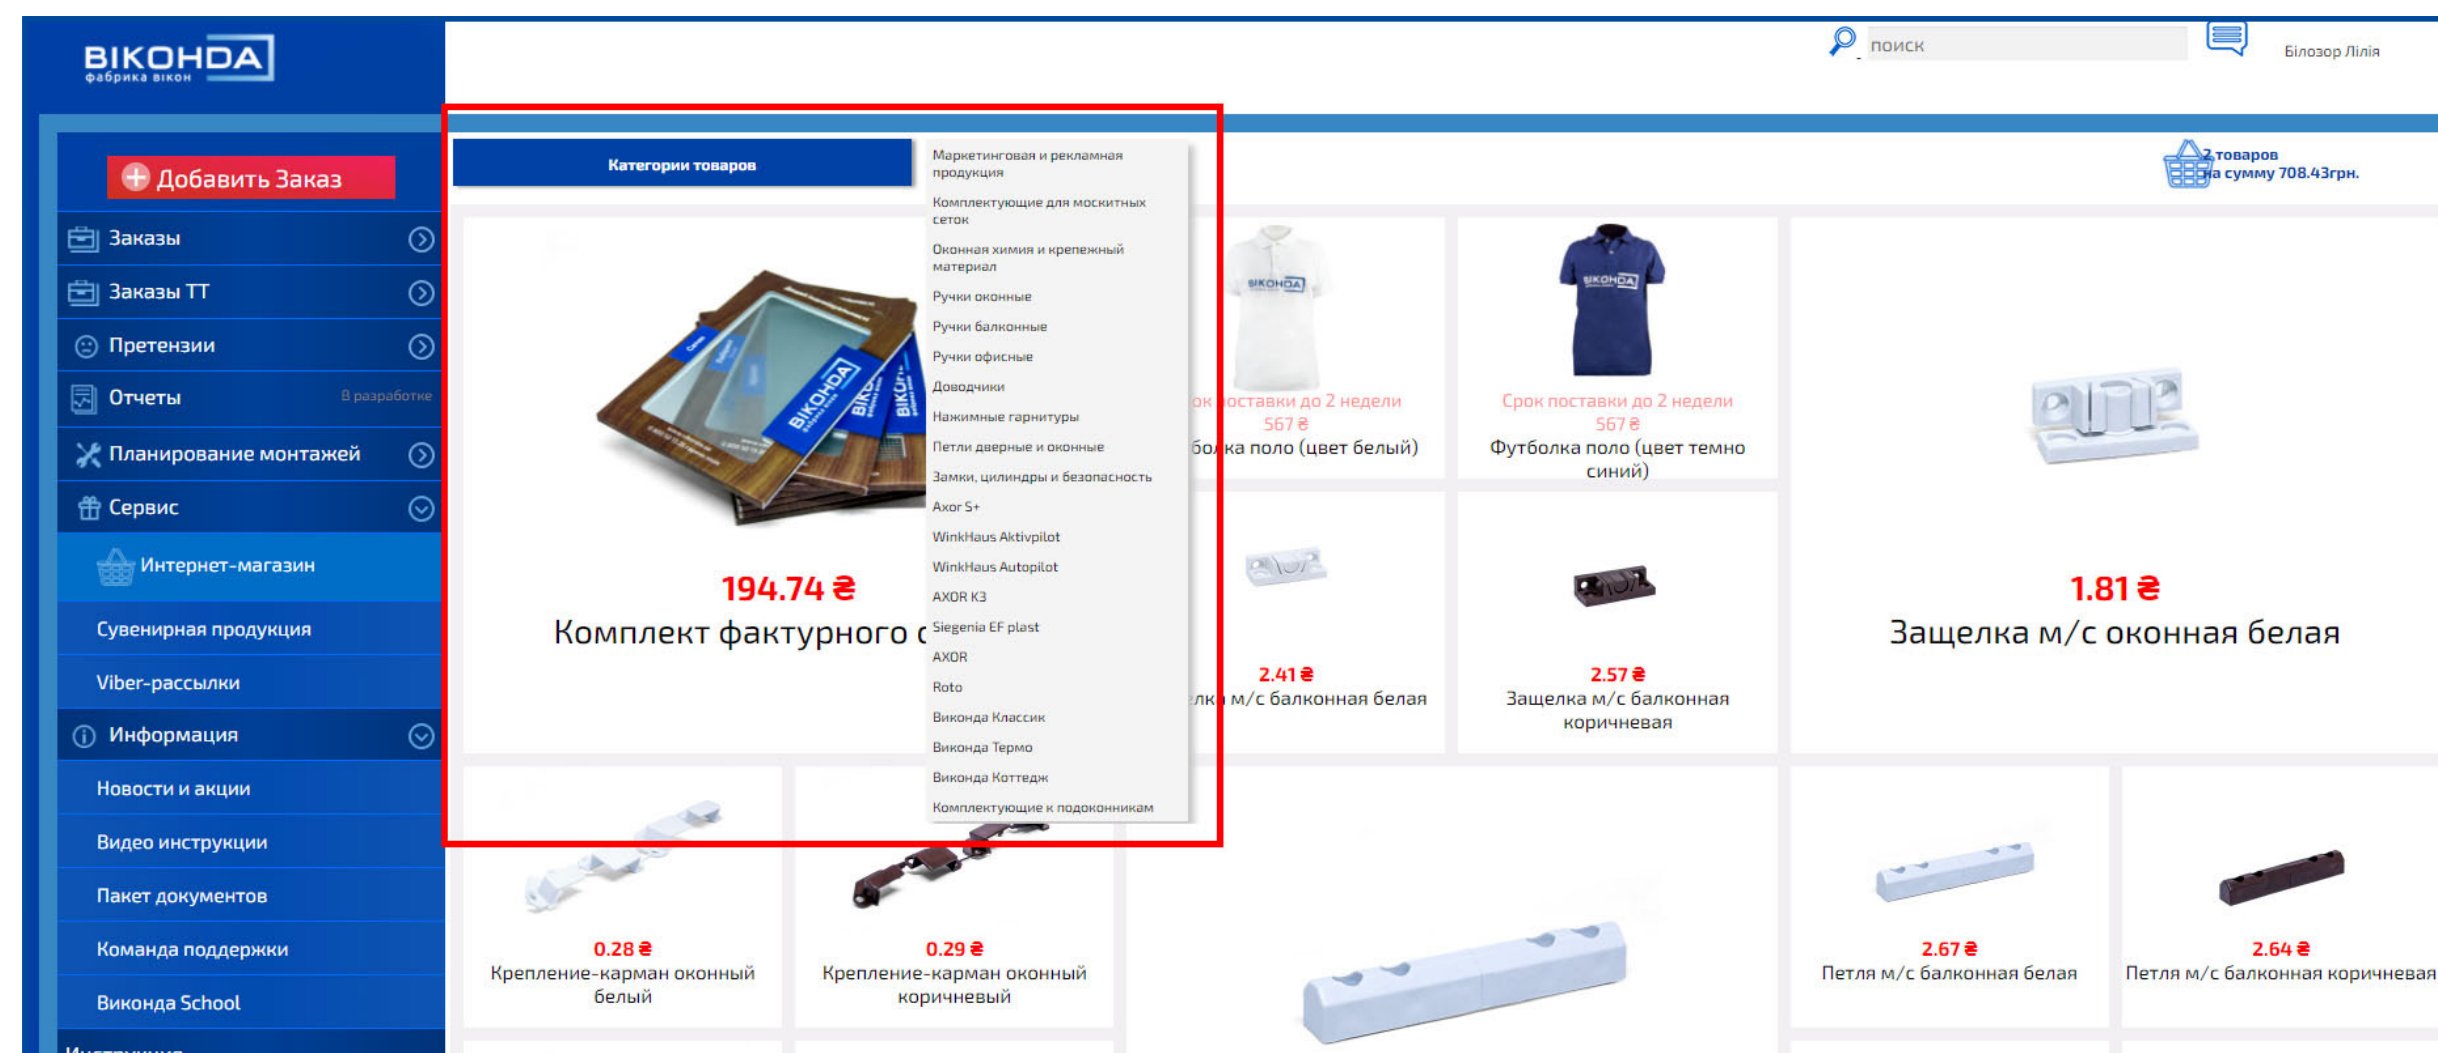 ВІКОНДА
фабрика вікон
поиск
Білозор Лілія
Добавить Заказ
Заказы
Заказы ТТ
Претензии
Отчеты
В разработке
Планирование монтажей
Сервис
Интернет-магазин
Сувенирная продукция
Viber-рассылки
Информация
Новости и акции
Видео инструкции
Пакет документов
Команда поддержки
Виконда School
Категории товаров
Маркетинговая и рекламная
продукция
Комплектующие для москитных
сеток
Оконная химия и крепежный
материал
Ручки оконные
Ручки балконные
Ручки офисные
Доводчики
Нажимные гарнитуры
Петли дверные и оконные
Замки, цилиндры и безопасность
Axor S+
WinkHaus Aktivpilot
WinkHaus Autopilot
AXOR K3
Siegenia EF plast
AXOR
Roto
Виконда Классик
Виконда Термо
Виконда Коттедж
Комплектующие к подоконникам
2 товаров
на сумму 708.43грн.
ВІКОНДА
194.74 ₴
Комплект фактурного
ВІКОНДА
поставки до 2 недели
567 ₴
поло (цвет белый)
ВІКОНДА
Срок поставки до 2 недели
567 ₴
Футболка поло (цвет темно
синий)
2.41 ₴
м/с балконная белая
2.57 ₴
Защелка м/с балконная
коричневая
1.81 ₴
Защелка м/с оконная белая
0.28 ₴
Крепление-карман оконный
белый
0.29 ₴
Крепление-карман оконный
коричневый
2.67 ₴
Петля м/с балконная белая
2.64 ₴
Петля м/с балконная коричневая